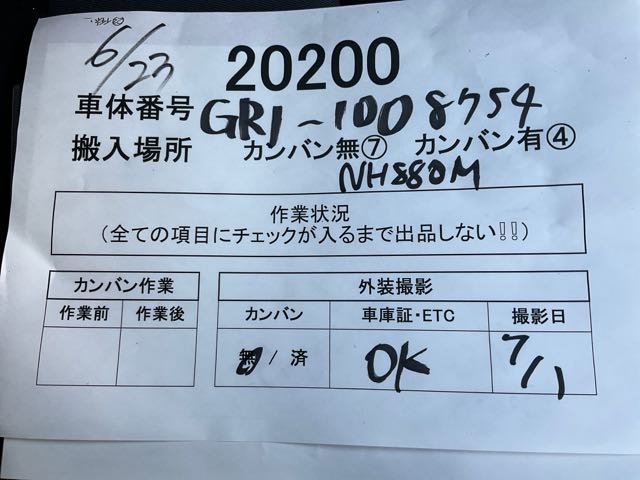 6/23
20200
車体番号 GR1-1008754
搬入場所 カンバン無⑦ カンバン有④
NH880M
作業状況
(全ての項目にチェックが入るまで出品しない!!)
カンバン作業 外装撮影
作業前 作業後 カンバン 車庫証・ETC 撮影日
無 / 済 OK 7/1